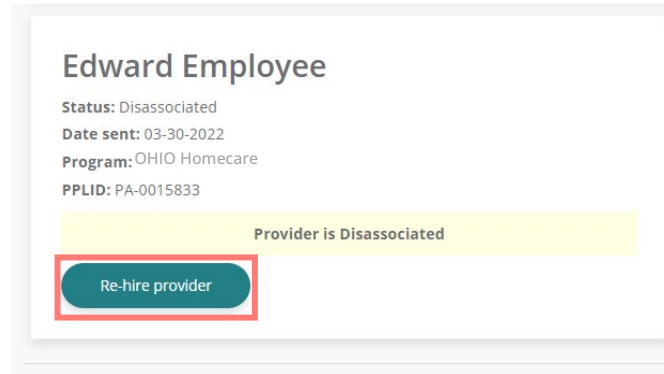 Edward Employee
Status: Disassociated
Date sent: 03-30-2022
Program: OHIO Homecare
PPLID: PA-0015833
Provider is Disassociated
Re-hire provider